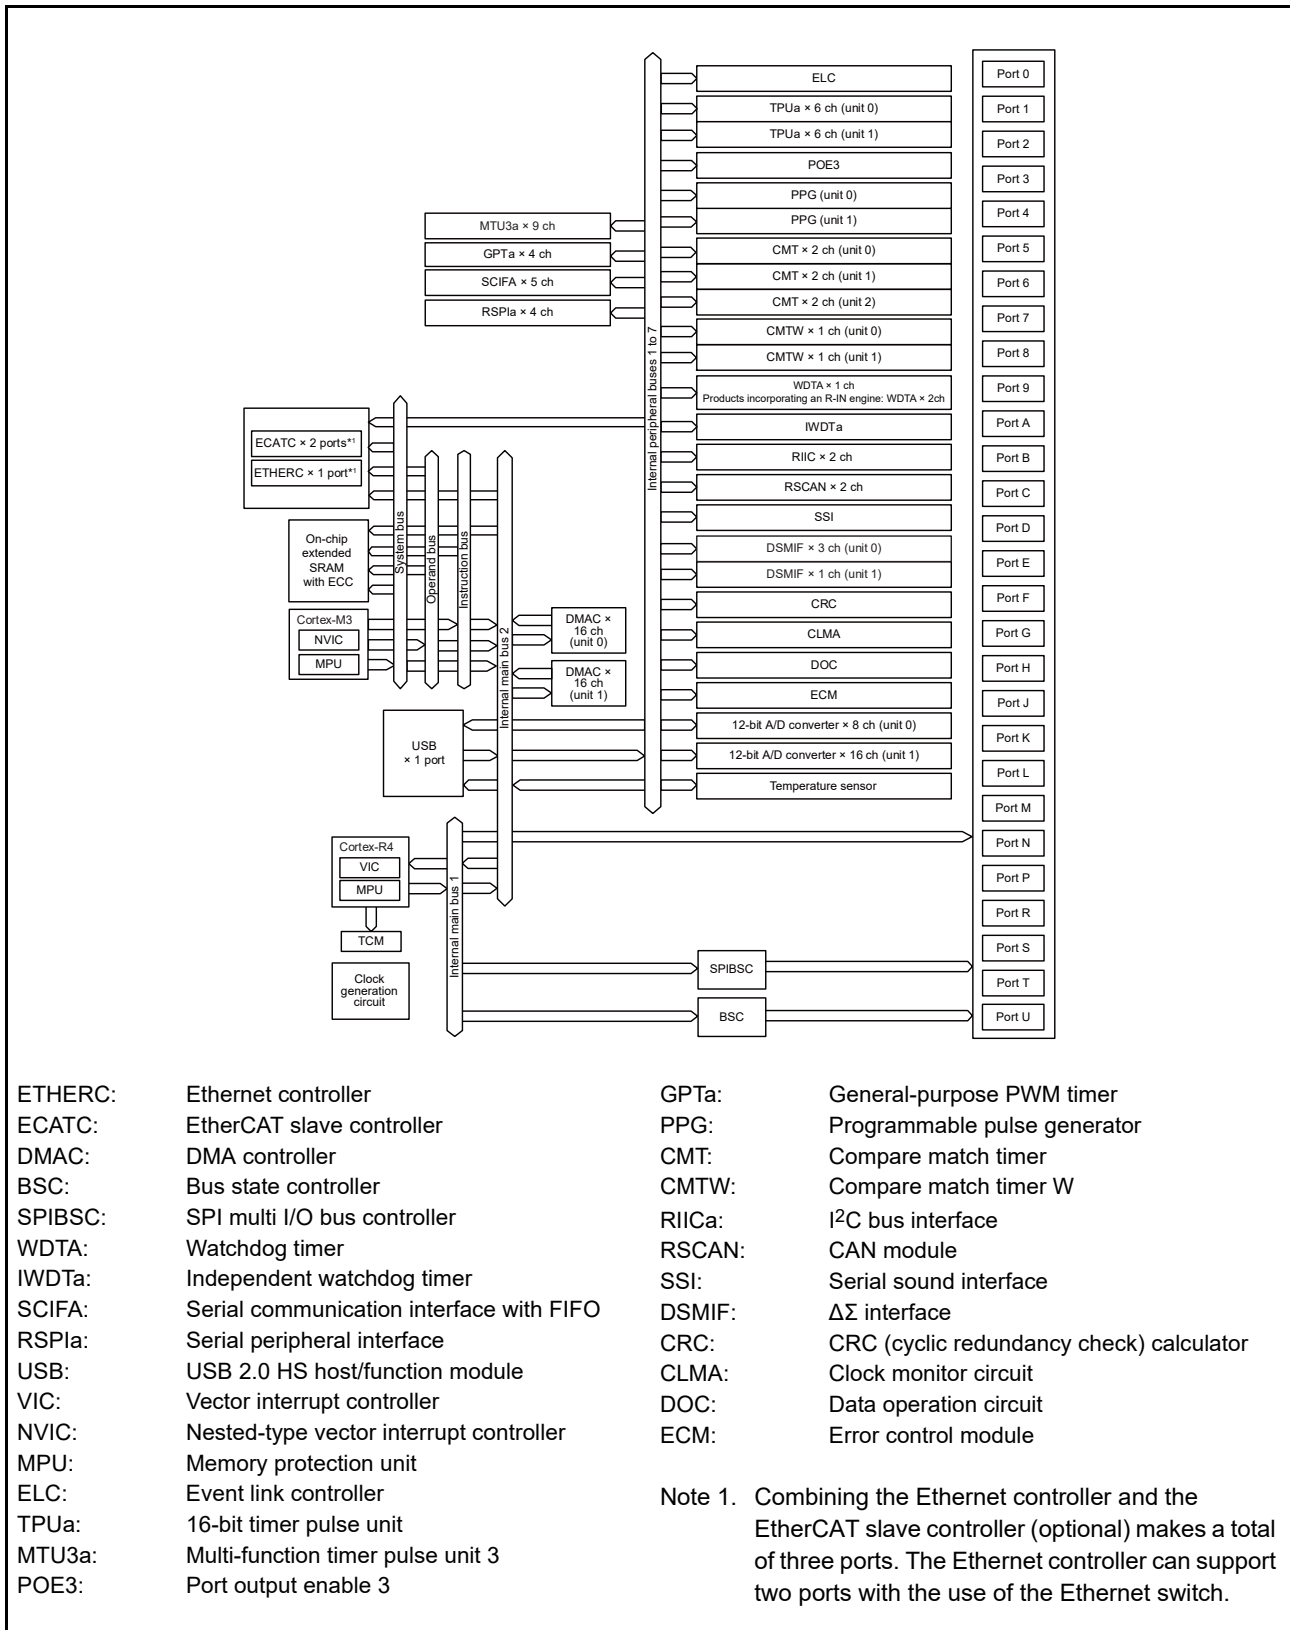 ELC
TPUa × 6 ch (unit 0)
TPUa × 6 ch (unit 1)
POE3
PPG (unit 0)
PPG (unit 1)
CMT × 2 ch (unit 0)
CMT × 2 ch (unit 1)
CMT × 2 ch (unit 2)
CMTW × 1 ch (unit 0)
CMTW × 1 ch (unit 1)
WDTA × 1 ch
Products incorporating an R-IN engine: WDTA × 2ch
IWDTa
RIIC × 2 ch
RSCAN × 2 ch
SSI
DSMIF × 3 ch (unit 0)
DSMIF × 1 ch (unit 1)
CRC
CLMA
DOC
ECM
12-bit A/D converter × 8 ch (unit 0)
12-bit A/D converter × 16 ch (unit 1)
Temperature sensor
Port 0
Port 1
Port 2
Port 3
Port 4
Port 5
Port 6
Port 7
Port 8
Port 9
Port A
Port B
Port C
Port D
Port E
Port F
Port G
Port H
Port J
Port K
Port L
Port M
Port N
Port P
Port R
Port S
Port T
Port U
MTU3a × 9 ch
GPTa × 4 ch
SCIFA × 5 ch
RSPIa × 4 ch
Internal peripheral buses 1 to 7
ECATC × 2 ports*1
ETHERC × 1 port*1
On-chip
extended
SRAM
with ECC
Cortex-M3
NVIC
MPU
System bus
Operand bus
Instruction bus
Internal main bus 2
DMAC ×
16 ch
(unit 0)
DMAC ×
16 ch
(unit 1)
USB
× 1 port
Cortex-R4
VIC
MPU
TCM
Clock
generation
circuit
Internal main bus 1
SPIBSC
BSC
ETHERC: Ethernet controller
ECATC: EtherCAT slave controller
DMAC: DMA controller
BSC: Bus state controller
SPIBSC: SPI multi I/O bus controller
WDTA: Watchdog timer
IWDTa: Independent watchdog timer
SCIFA: Serial communication interface with FIFO
RSPIa: Serial peripheral interface
USB: USB 2.0 HS host/function module
VIC: Vector interrupt controller
NVIC: Nested-type vector interrupt controller
MPU: Memory protection unit
ELC: Event link controller
TPUa: 16-bit timer pulse unit
MTU3a: Multi-function timer pulse unit 3
POE3: Port output enable 3
GPTa: General-purpose PWM timer
PPG: Programmable pulse generator
CMT: Compare match timer
CMTW: Compare match timer W
RIICa: I2C bus interface
RSCAN: CAN module
SSI: Serial sound interface
DSMIF: ΔΣ interface
CRC: CRC (cyclic redundancy check) calculator
CLMA: Clock monitor circuit
DOC: Data operation circuit
ECM: Error control module
Note 1. Combining the Ethernet controller and the
EtherCAT slave controller (optional) makes a total
of three ports. The Ethernet controller can support
two ports with the use of the Ethernet switch.